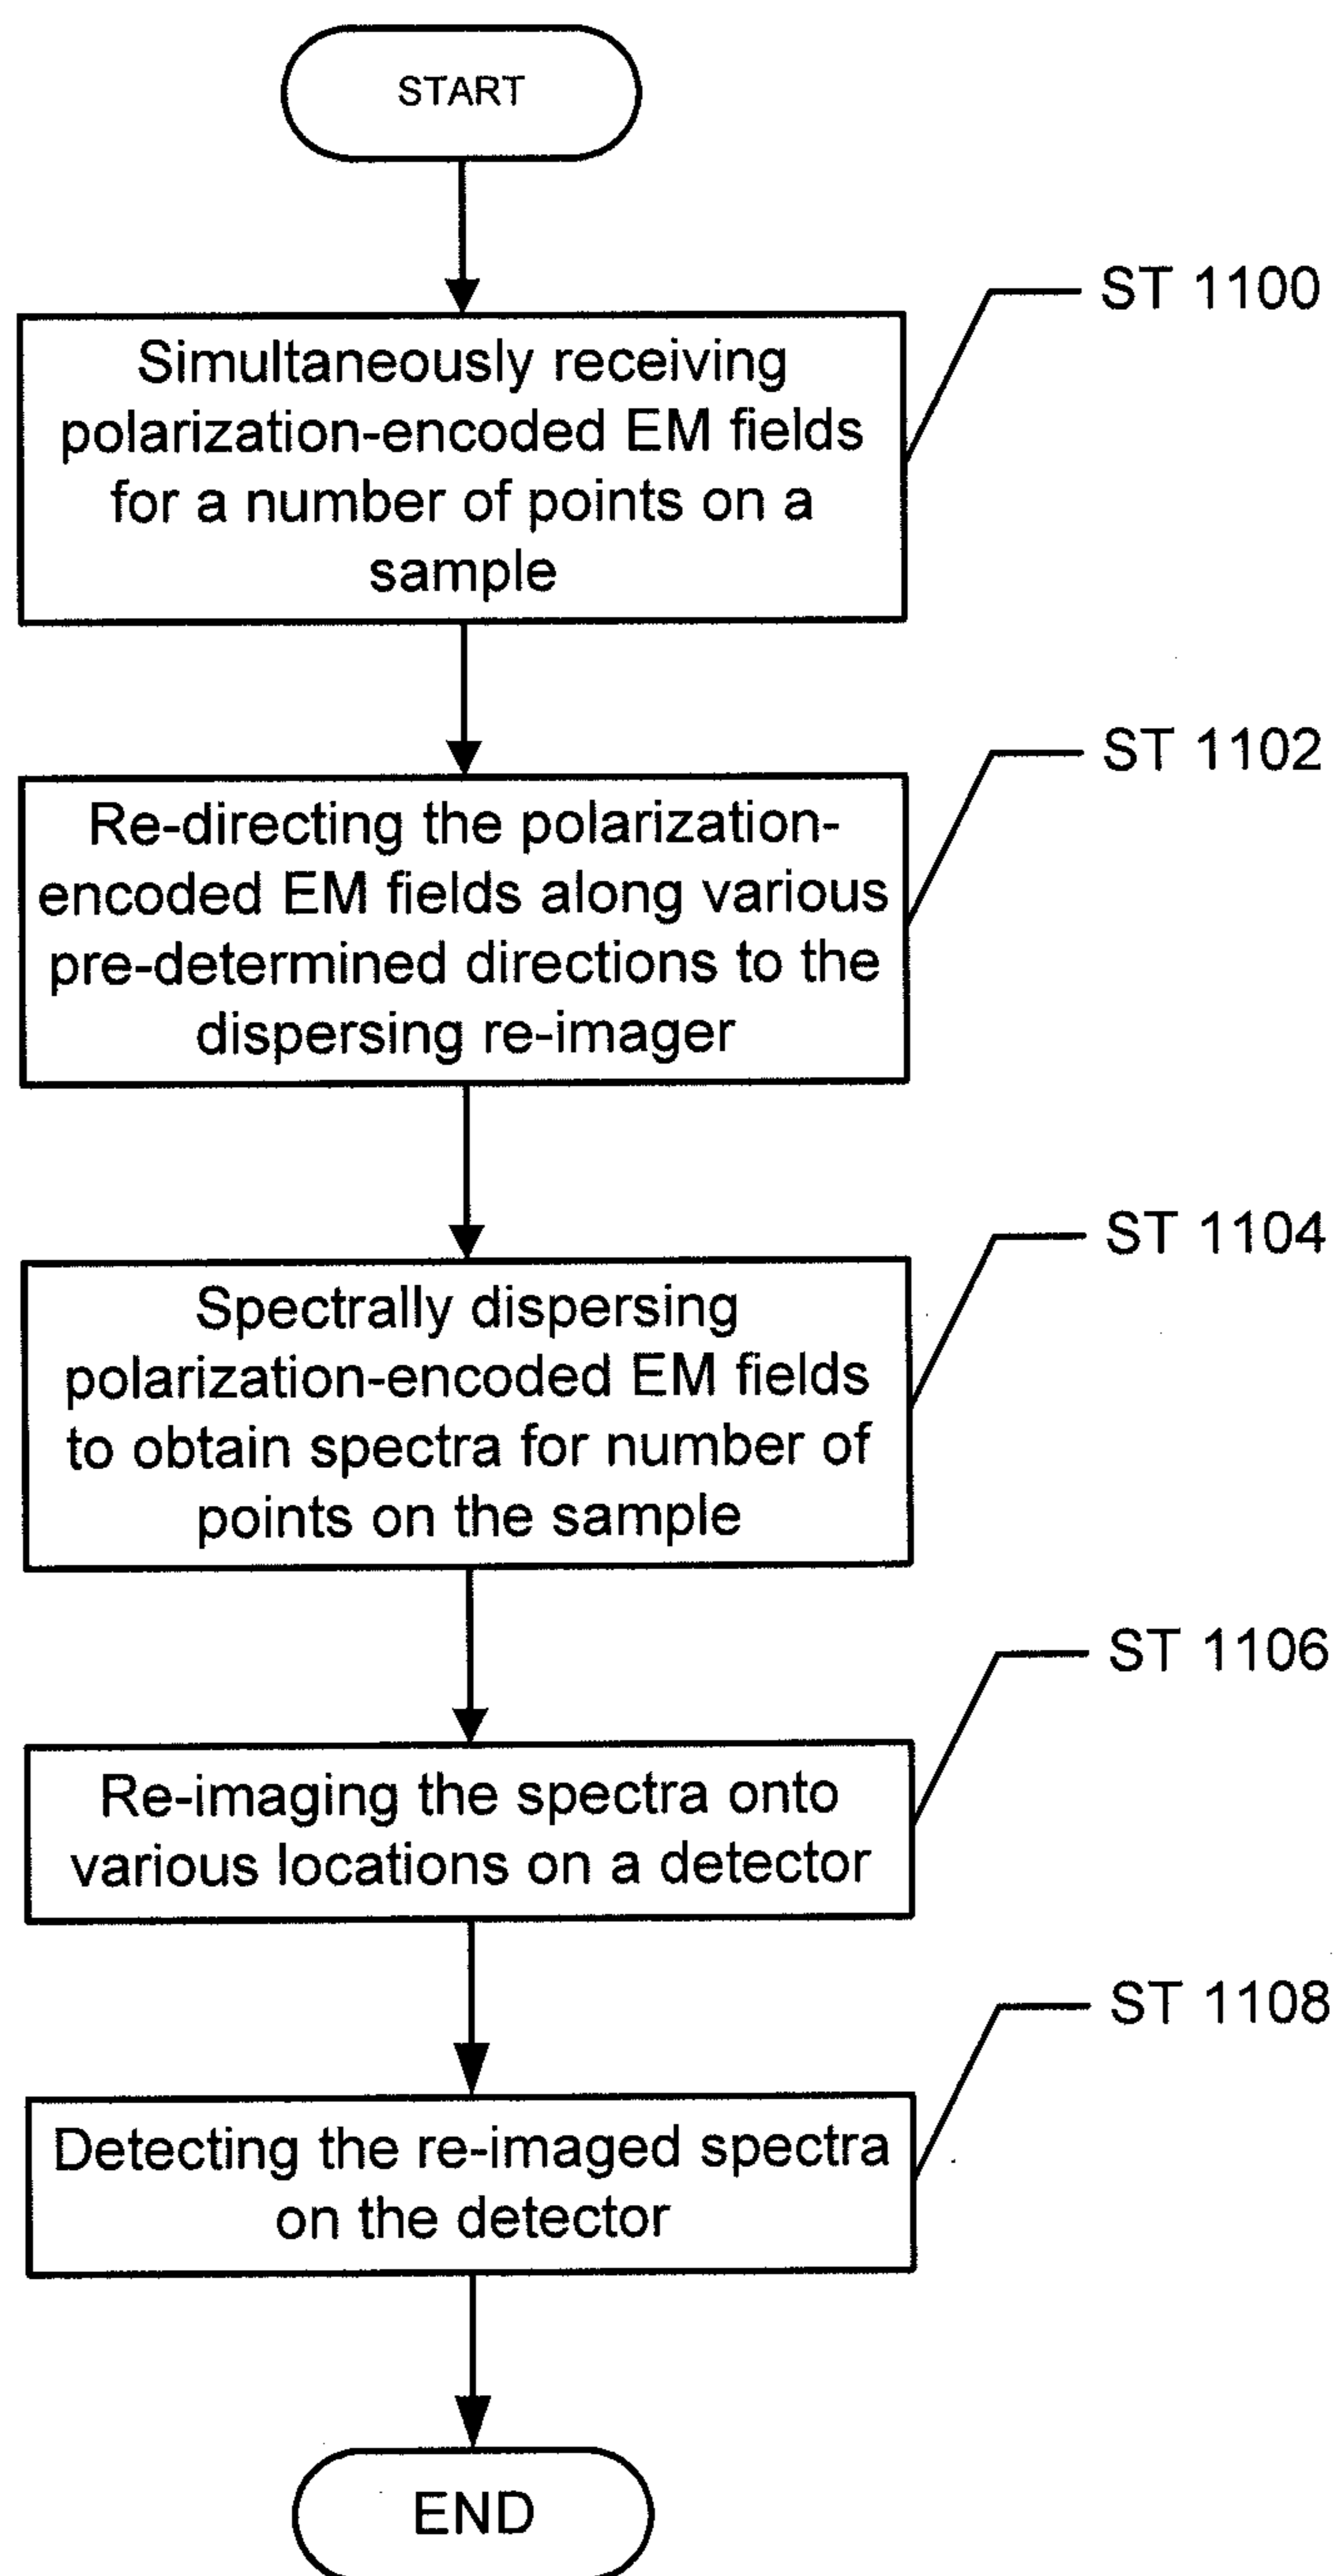 START
ST 1100
Simultaneously receiving
polarization-encoded EM fields
for a number of points on a
sample
ST 1102
Re-directing the polarization-
encoded EM fields along various
pre-determined directions to the
dispersing re-imager
ST 1104
Spectrally dispersing
polarization-encoded EM fields
to obtain spectra for number of
points on the sample
ST 1106
Re-imaging the spectra onto
various locations on a detector
ST 1108
Detecting the re-imaged spectra
on the detector
END